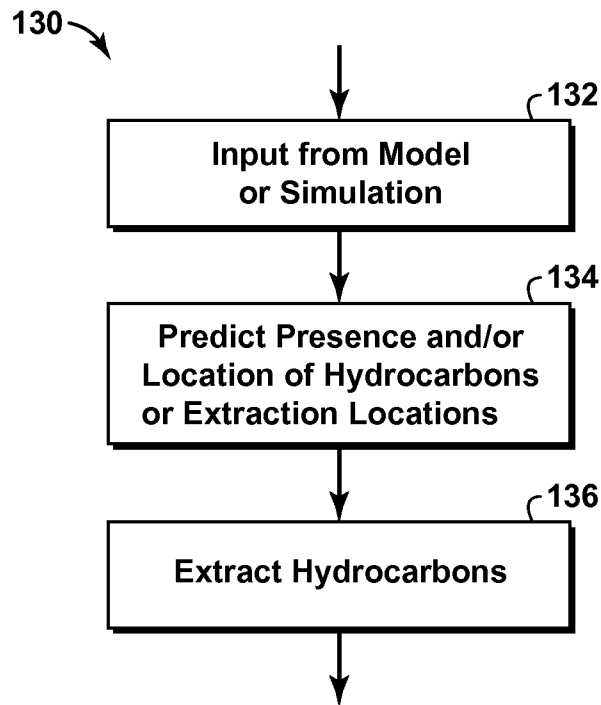 130
132
Input from Model
or Simulation
134
Predict Presence and/or
Location of Hydrocarbons
or Extraction Locations
136
Extract Hydrocarbons